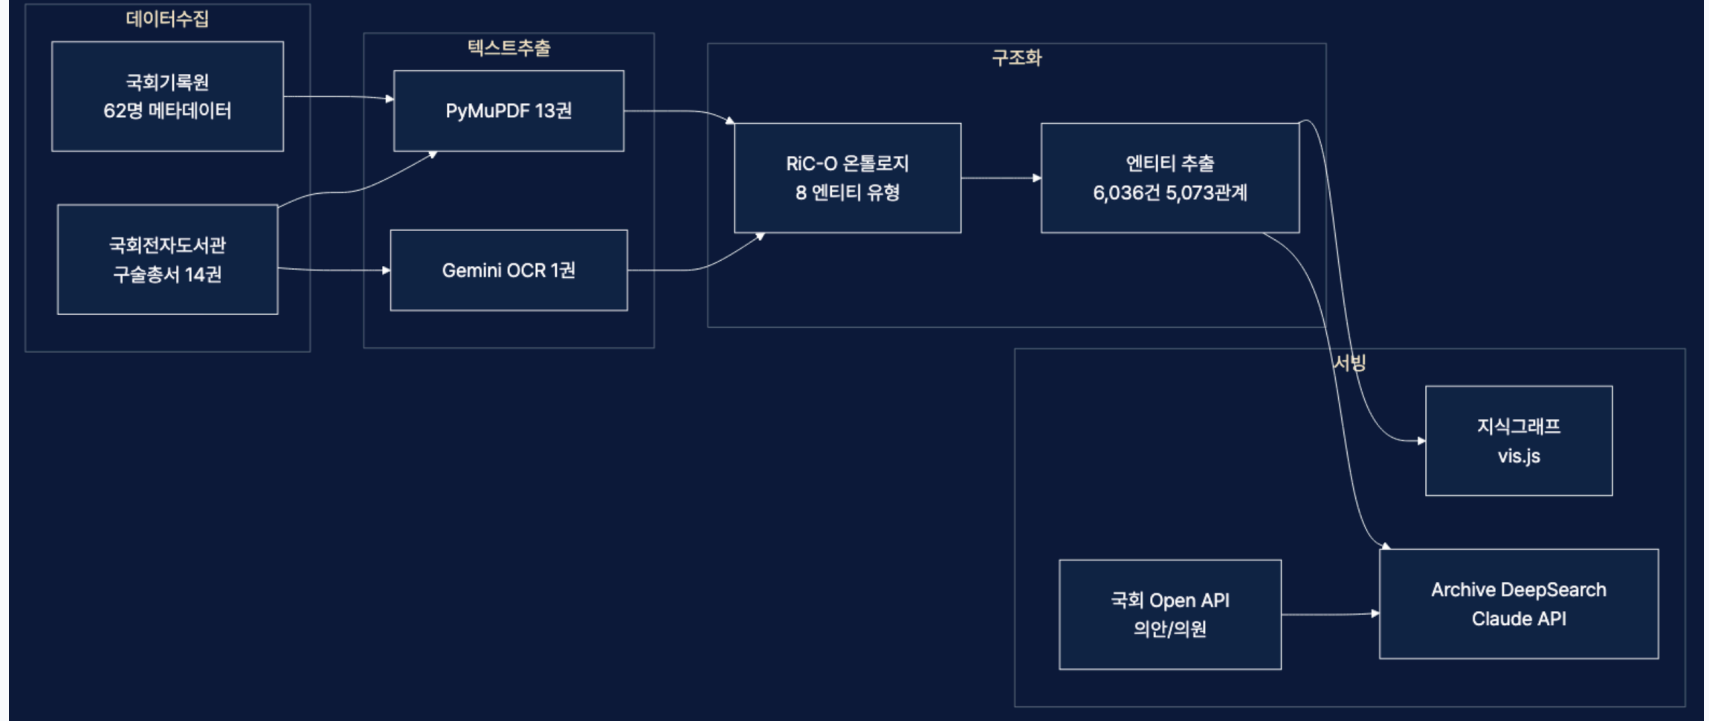 데이터수집
국회기록원
62명 메타데이터
국회전자도서관
구술총서 14권
텍스트추출
PyMuPDF 13권
Gemini OCR 1권
구조화
RiC-O 온톨로지
8 엔티티 유형
엔티티 추출
6,036건 5,073관계
서빙
지식그래프
vis.js
국회 Open API
의안/의원
Archive DeepSearch
Claude API